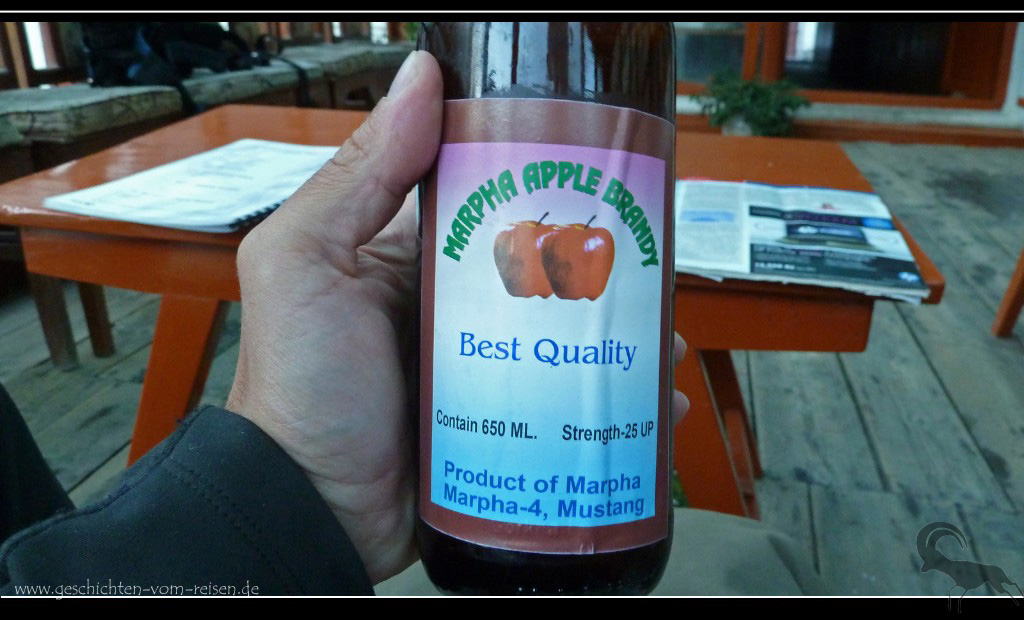 MARPHA APPLE BRANDY
Best Quality
Contain 650 ML. Strength-25 UP
Product of Marpha
Marpha-4, Mustang
www.geschichten-vom-reisen.de